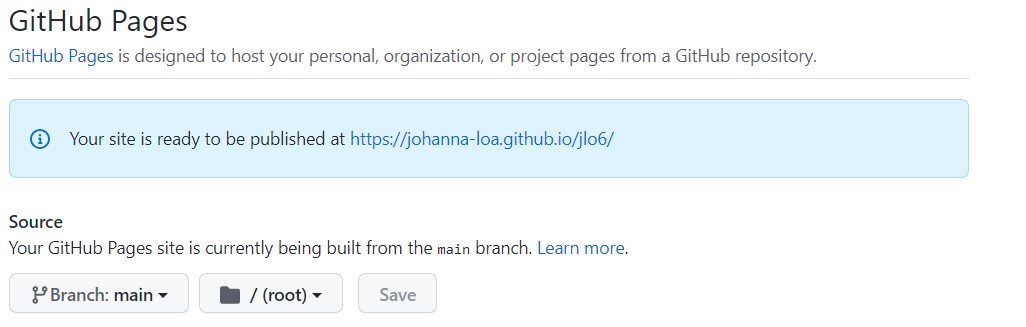 GitHub Pages
GitHub Pages is designed to host your personal, organization, or project pages from a GitHub repository.
Your site is ready to be published at https://johanna-loa.github.io/jlo6/
Source
Your GitHub Pages site is currently being built from the main branch. Learn more.
Branch: main / (root) Save